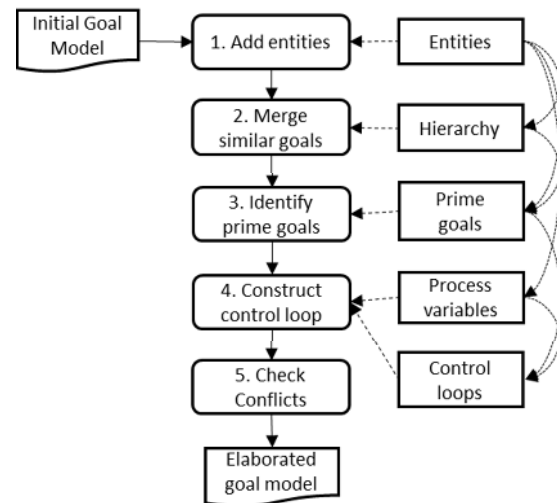 Initial Goal
Model
1. Add entities
Entities
2. Merge
similar goals
Hierarchy
3. Identify
prime goals
Prime
goals
4. Construct
control loop
Process
variables
5. Check
Conflicts
Control
loops
Elaborated
goal model